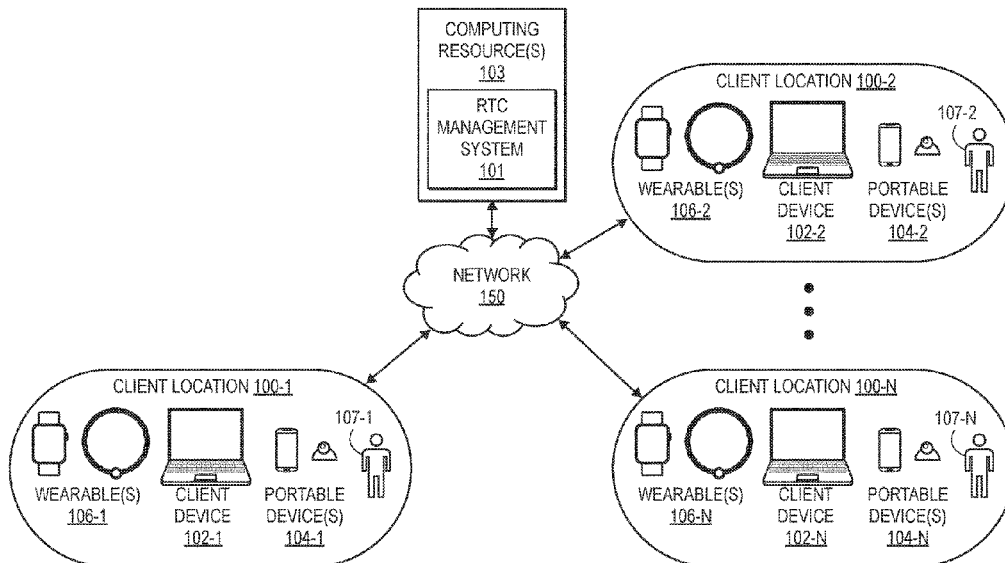 COMPUTING
RESOURCE(S)
103
RTC
MANAGEMENT
SYSTEM
101
CLIENT LOCATION 100-2
107-2
WEARABLE(S)
106-2
CLIENT
DEVICE
102-2
PORTABLE
DEVICE(S)
104-2
NETWORK
150
CLIENT LOCATION 100-1
107-1
WEARABLE(S)
106-1
CLIENT
DEVICE
102-1
PORTABLE
DEVICE(S)
104-1
CLIENT LOCATION 100-N
107-N
WEARABLE(S)
106-N
CLIENT
DEVICE
102-N
PORTABLE
DEVICE(S)
104-N